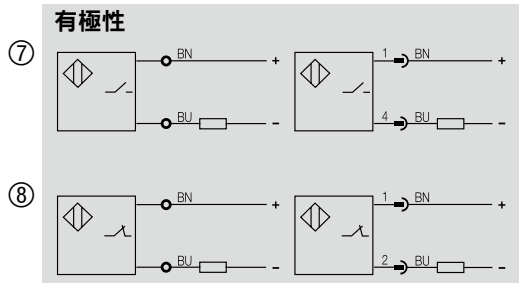 有極性
⑦ BN + 1 BN +
BU - 4 BU -
⑧ BN + 1 BN +
BU - 2 BU -